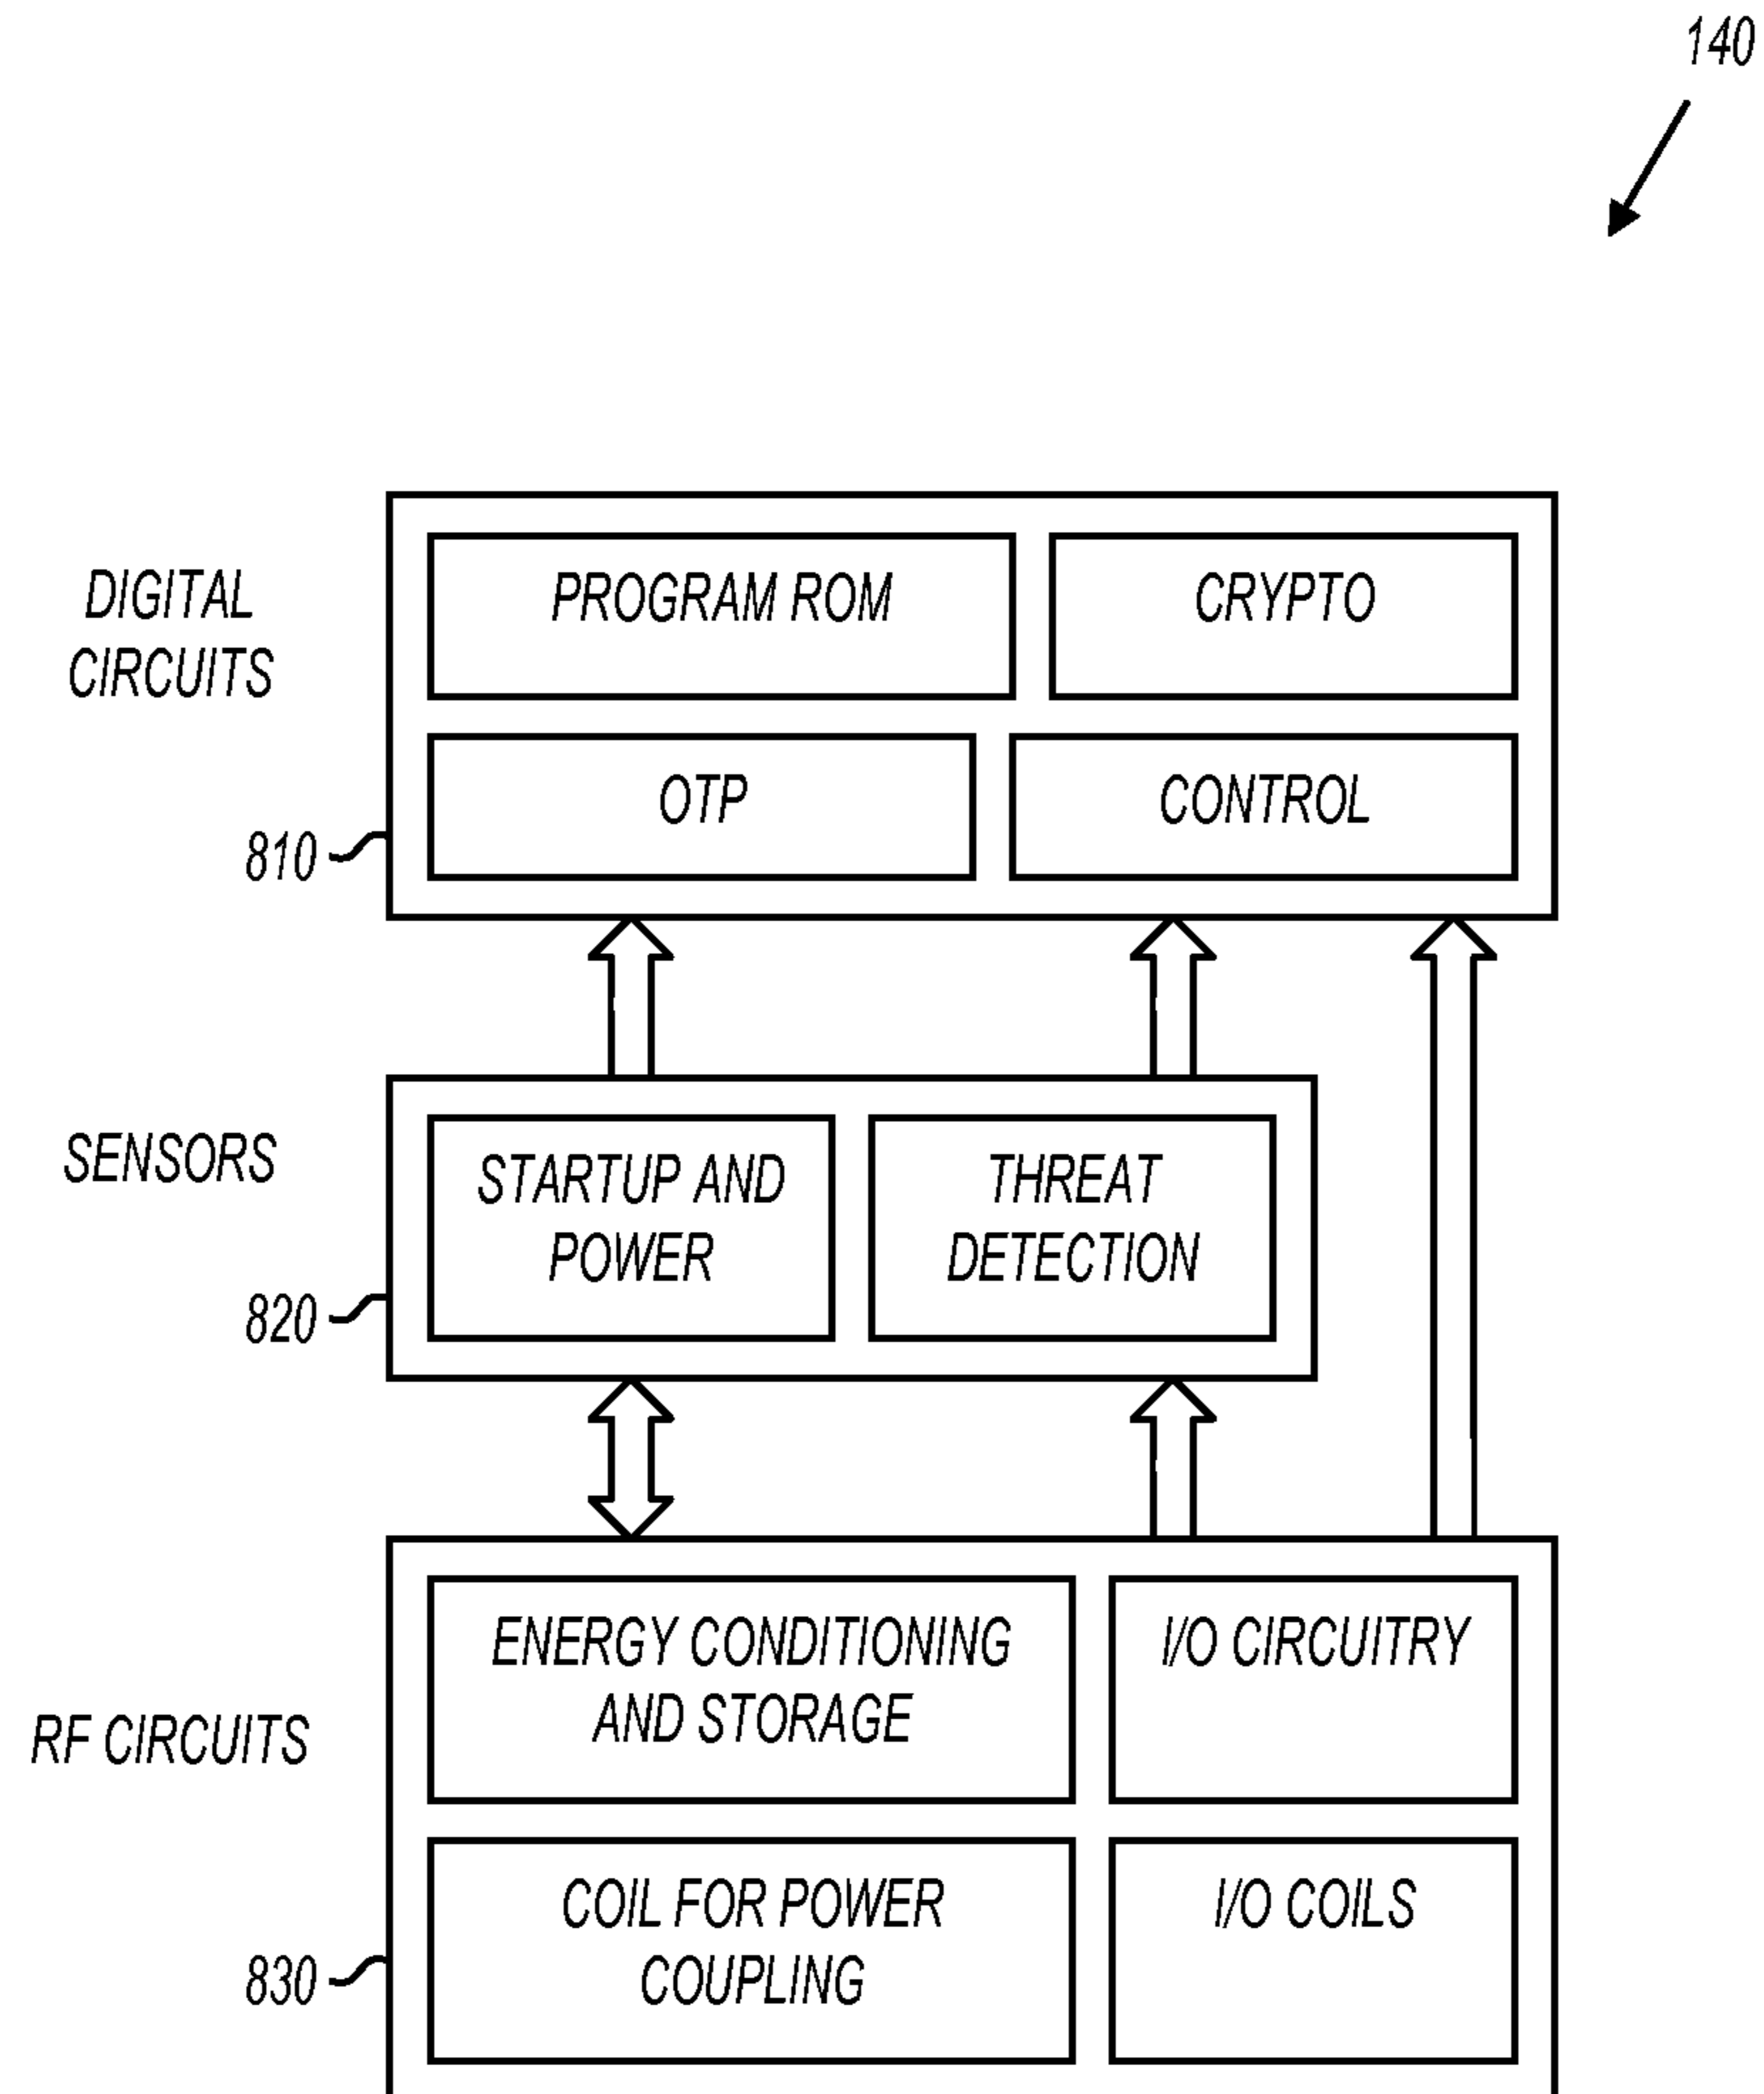 140
DIGITAL
CIRCUITS
PROGRAM ROM
CRYPTO
OTP
CONTROL
810
SENSORS
STARTUP AND
POWER
THREAT
DETECTION
820
RF CIRCUITS
ENERGY CONDITIONING
AND STORAGE
I/O CIRCUITRY
COIL FOR POWER
COUPLING
I/O COILS
830